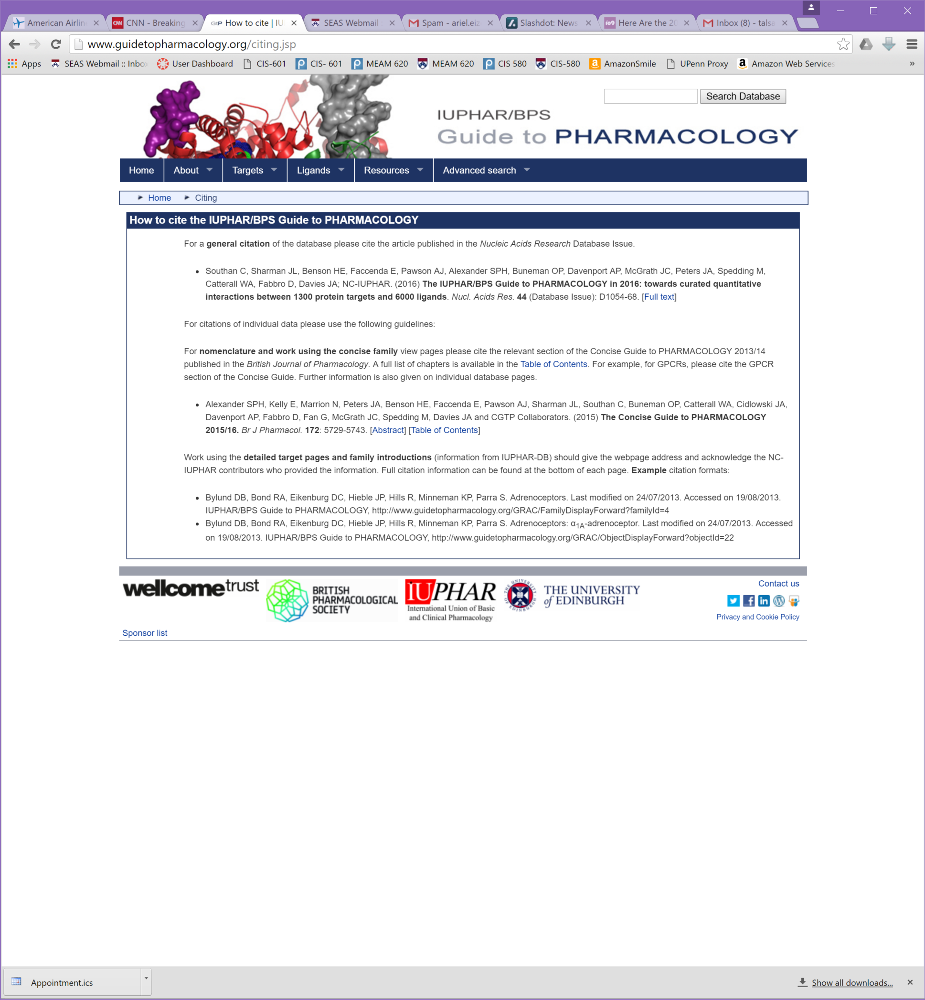 American Airlin
CNN - Breaking
GtP How to cite | IU
SEAS Webmail
Spam - ariel.eiz
Slashdot: News
io9 Here Are the 20
Inbox (8) - talsa
www.guidetopharmacology.org/citing.jsp
Apps SEAS Webmail :: Inbo User Dashboard CIS-601 CIS- 601 MEAM 620 MEAM 620 CIS 580 CIS-580 AmazonSmile UPenn Proxy Amazon Web Services »
Search Database
IUPHAR/BPS
Guide to PHARMACOLOGY
Home About Targets Ligands Resources Advanced search
Home Citing
How to cite the IUPHAR/BPS Guide to PHARMACOLOGY
For a general citation of the database please cite the article published in the Nucleic Acids Research Database Issue.
• Southan C, Sharman JL, Benson HE, Faccenda E, Pawson AJ, Alexander SPH, Buneman OP, Davenport AP, McGrath JC, Peters JA, Spedding M,
Catterall WA, Fabbro D, Davies JA; NC-IUPHAR. (2016) The IUPHAR/BPS Guide to PHARMACOLOGY in 2016: towards curated quantitative
interactions between 1300 protein targets and 6000 ligands. Nucl. Acids Res. 44 (Database Issue): D1054-68. [Full text]
For citations of individual data please use the following guidelines:
For nomenclature and work using the concise family view pages please cite the relevant section of the Concise Guide to PHARMACOLOGY 2013/14
published in the British Journal of Pharmacology. A full list of chapters is available in the Table of Contents. For example, for GPCRs, please cite the GPCR
section of the Concise Guide. Further information is also given on individual database pages.
• Alexander SPH, Kelly E, Marrion N, Peters JA, Benson HE, Faccenda E, Pawson AJ, Sharman JL, Southan C, Buneman OP, Catterall WA, Cidlowski JA,
Davenport AP, Fabbro D, Fan G, McGrath JC, Spedding M, Davies JA and CGTP Collaborators. (2015) The Concise Guide to PHARMACOLOGY
2015/16. Br J Pharmacol. 172: 5729-5743. [Abstract] [Table of Contents]
Work using the detailed target pages and family introductions (information from IUPHAR-DB) should give the webpage address and acknowledge the NC-
IUPHAR contributors who provided the information. Full citation information can be found at the bottom of each page. Example citation formats:
• Bylund DB, Bond RA, Eikenburg DC, Hieble JP, Hills R, Minneman KP, Parra S. Adrenoceptors. Last modified on 24/07/2013. Accessed on 19/08/2013.
IUPHAR/BPS Guide to PHARMACOLOGY, http://www.guidetopharmacology.org/GRAC/FamilyDisplayForward?familyId=4
• Bylund DB, Bond RA, Eikenburg DC, Hieble JP, Hills R, Minneman KP, Parra S. Adrenoceptors: α1A-adrenoceptor. Last modified on 24/07/2013. Accessed
on 19/08/2013. IUPHAR/BPS Guide to PHARMACOLOGY, http://www.guidetopharmacology.org/GRAC/ObjectDisplayForward?objectId=22
wellcometrust
BRITISH
PHARMACOLOGICAL
SOCIETY
IUPHAR
International Union of Basic
and Clinical Pharmacology
THE UNIVERSITY
of EDINBURGH
Contact us
Privacy and Cookie Policy
Sponsor list
Appointment.ics
Show all downloads...